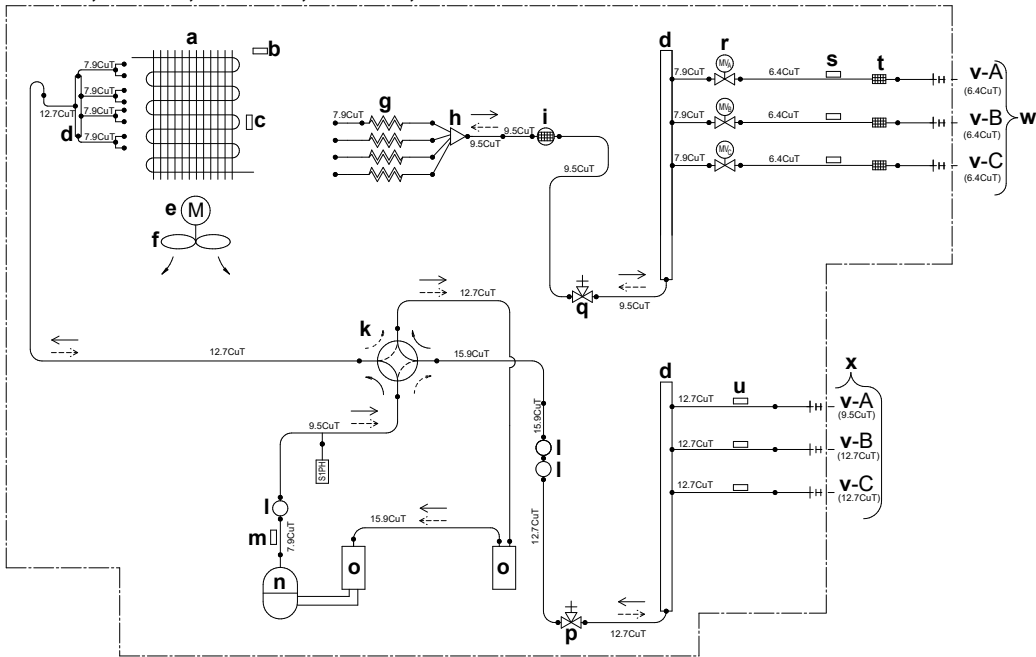 a
b
7.9CuT
7.9CuT
7.9CuT
7.9CuT
12.7CuT
d
c
e
M
f
7.9CuT
g
h
9.5CuT
9.5CuT
i
9.5CuT
q
9.5CuT
d
7.9CuT
r
6.4CuT
s
t
v-A
(6.4CuT)
7.9CuT
6.4CuT
v-B
(6.4CuT)
w
7.9CuT
6.4CuT
v-C
(6.4CuT)
12.7CuT
k
12.7CuT
15.9CuT
15.9CuT
9.5CuT
S1PH
l
l
l
m
7.9CuT
15.9CuT
n
o
o
12.7CuT
p
12.7CuT
d
12.7CuT
u
x
v-A
(9.5CuT)
12.7CuT
v-B
(12.7CuT)
12.7CuT
v-C
(12.7CuT)